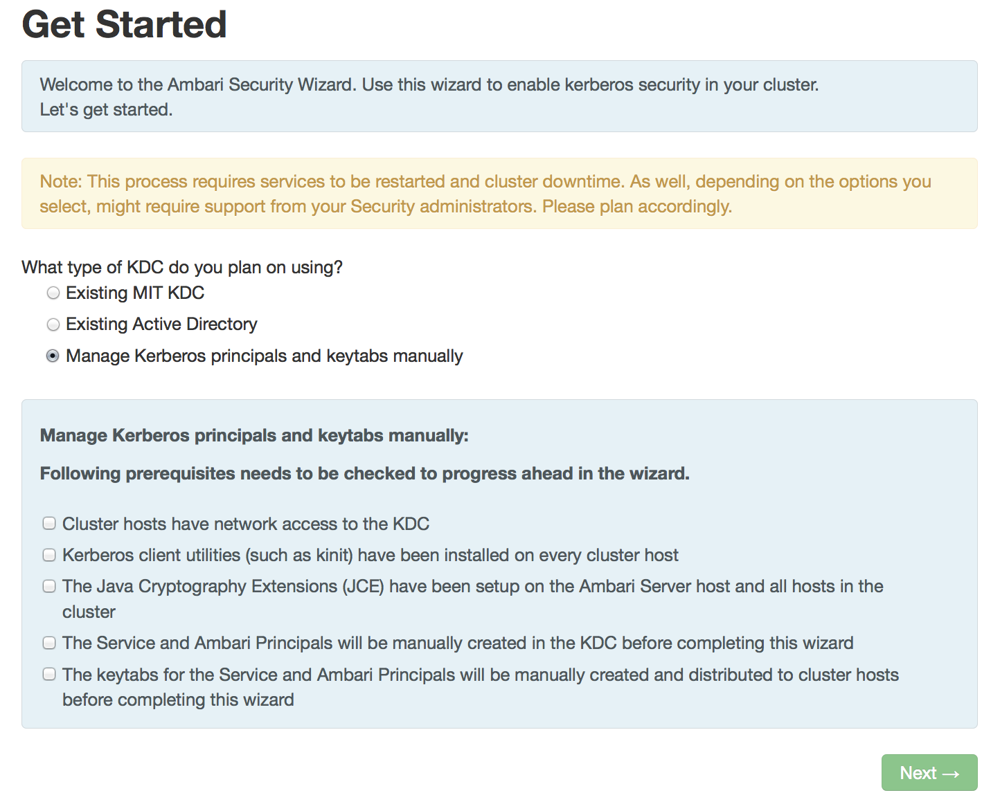 Get Started
Welcome to the Ambari Security Wizard. Use this wizard to enable kerberos security in your cluster.
Let's get started.
Note: This process requires services to be restarted and cluster downtime. As well, depending on the options you
select, might require support from your Security administrators. Please plan accordingly.
What type of KDC do you plan on using?
Existing MIT KDC
Existing Active Directory
Manage Kerberos principals and keytabs manually
Manage Kerberos principals and keytabs manually:
Following prerequisites needs to be checked to progress ahead in the wizard.
Cluster hosts have network access to the KDC
Kerberos client utilities (such as kinit) have been installed on every cluster host
The Java Cryptography Extensions (JCE) have been setup on the Ambari Server host and all hosts in the
cluster
The Service and Ambari Principals will be manually created in the KDC before completing this wizard
The keytabs for the Service and Ambari Principals will be manually created and distributed to cluster hosts
before completing this wizard
Next →